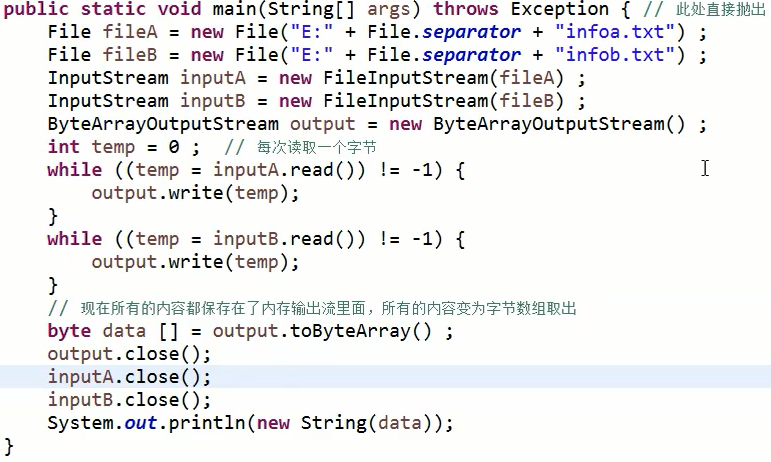 public static void main(String[] args) throws Exception { // 此处直接抛出
    File fileA = new File("E:" + File.separator + "infoa.txt") ;
    File fileB = new File("E:" + File.separator + "infob.txt") ;
    InputStream inputA = new FileInputStream(fileA) ;
    InputStream inputB = new FileInputStream(fileB) ;
    ByteArrayOutputStream output = new ByteArrayOutputStream() ;
    int temp = 0 ;  // 每次读取一个字节
    while ((temp = inputA.read()) != -1) {
        output.write(temp);
    }
    while ((temp = inputB.read()) != -1) {
        output.write(temp);
    }
    // 现在所有的内容都保存在了内存输出流里面，所有的内容变为字节数组取出
    byte data [] = output.toByteArray() ;
    output.close();
    inputA.close();
    inputB.close();
    System.out.println(new String(data));
}